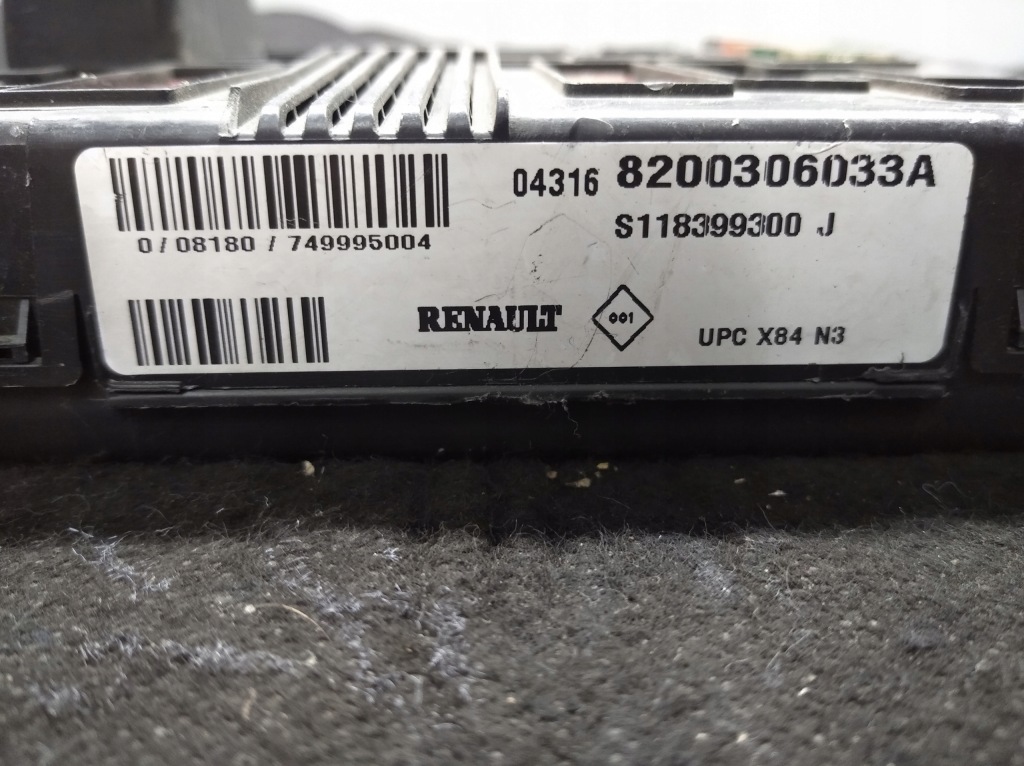 04316 8200306033A
S118399300 J
0/08180/749995004
RENAULT 001
UPC X84 N3